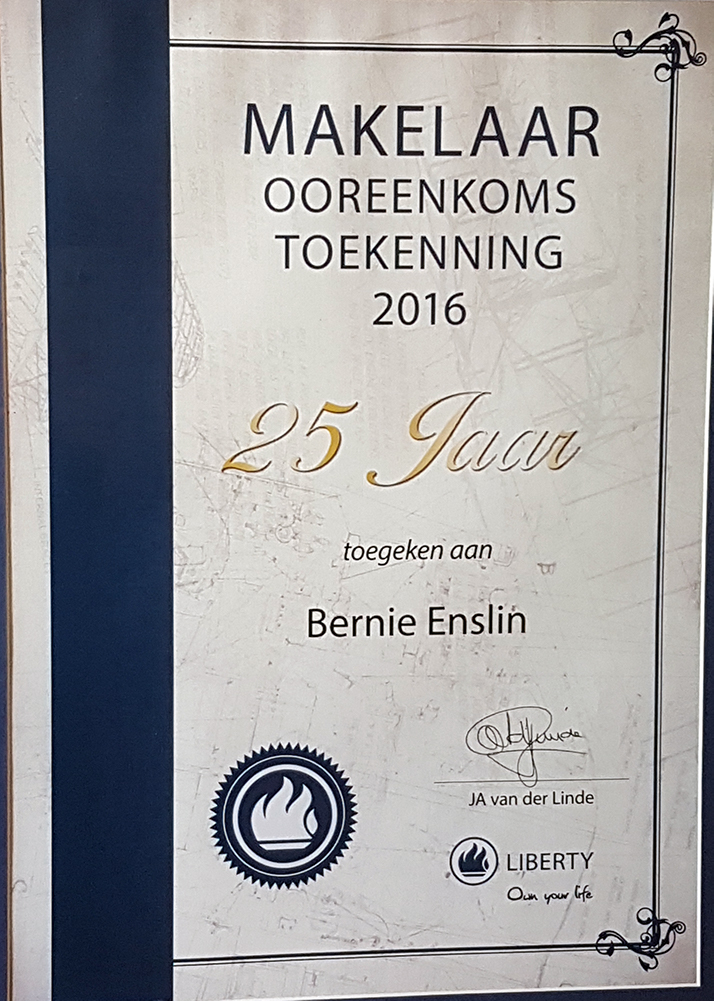 MAKELAAR
OOREENKOMS
TOEKENNING
2016
25 Jaar
toegeken aan
Bernie Enslin
JA van der Linde
LIBERTY
Own your life